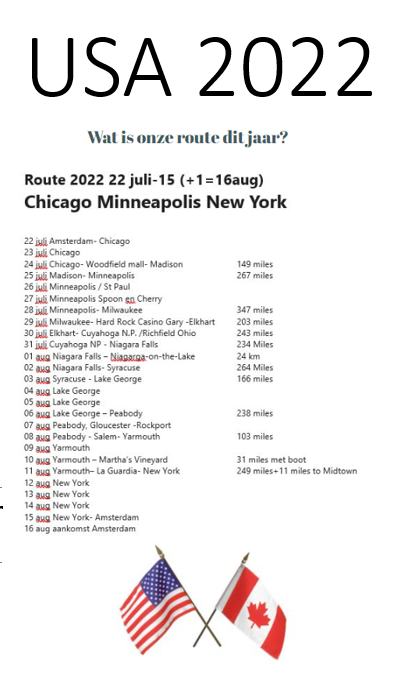 USA 2022
Wat is onze route dit jaar?
Route 2022 22 juli-15 (+1=16aug)
Chicago Minneapolis New York
22 juli Amsterdam- Chicago
23 juli Chicago
24 juli Chicago- Woodfield mall- Madison 149 miles
25 juli Madison- Minneapolis 267 miles
26 juli Minneapolis / St Paul
27 juli Minneapolis Spoon en Cherry
28 juli Minneapolis- Milwaukee 347 miles
29 juli Milwaukee- Hard Rock Casino Gary -Elkhart 203 miles
30 juli Elkhart- Cuyahoga N.P. /Richfield Ohio 243 miles
31 juli Cuyahoga NP - Niagara Falls 234 Miles
01 aug Niagara Falls – Niagarga-on-the-Lake 24 km
02 aug Niagara Falls- Syracuse 264 Miles
03 aug Syracuse - Lake George 166 miles
04 aug Lake George
05 aug Lake George
06 aug Lake George – Peabody 238 miles
07 aug Peabody, Gloucester -Rockport
08 aug Peabody - Salem- Yarmouth 103 miles
09 aug Yarmouth
10 aug Yarmouth – Martha's Vineyard 31 miles met boot
11 aug Yarmouth– La Guardia- New York 249 miles+11 miles to Midtown
12 aug New York
13 aug New York
14 aug New York
15 aug New York- Amsterdam
16 aug aankomst Amsterdam